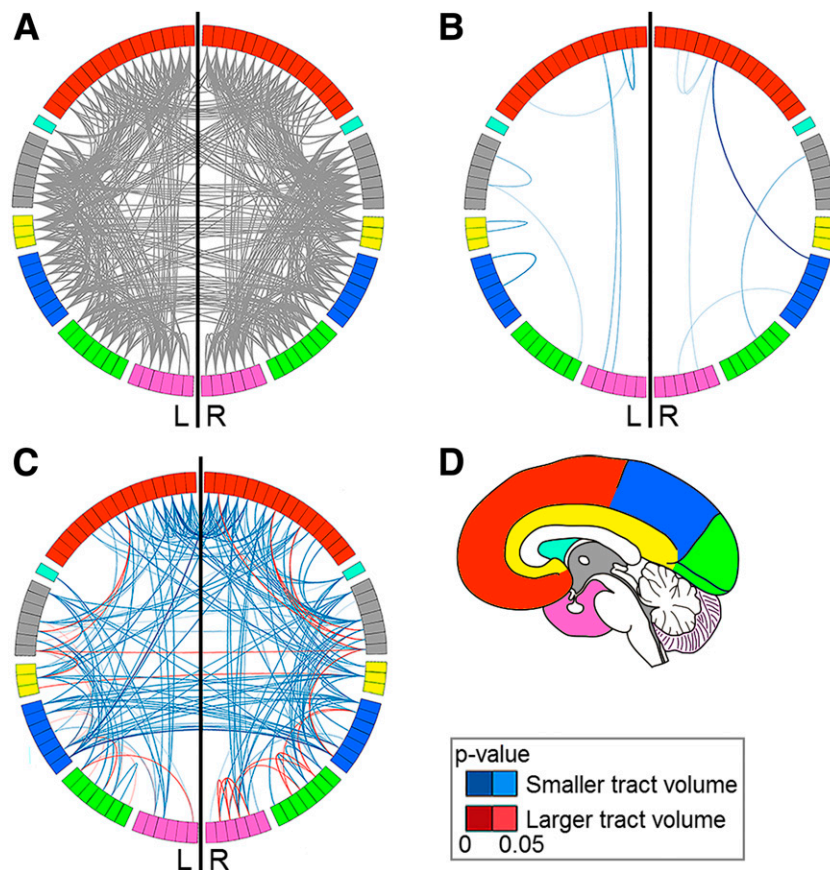 A
B
L R
L R
C
D
L R
p-value
Smaller tract volume
Larger tract volume
0 0.05